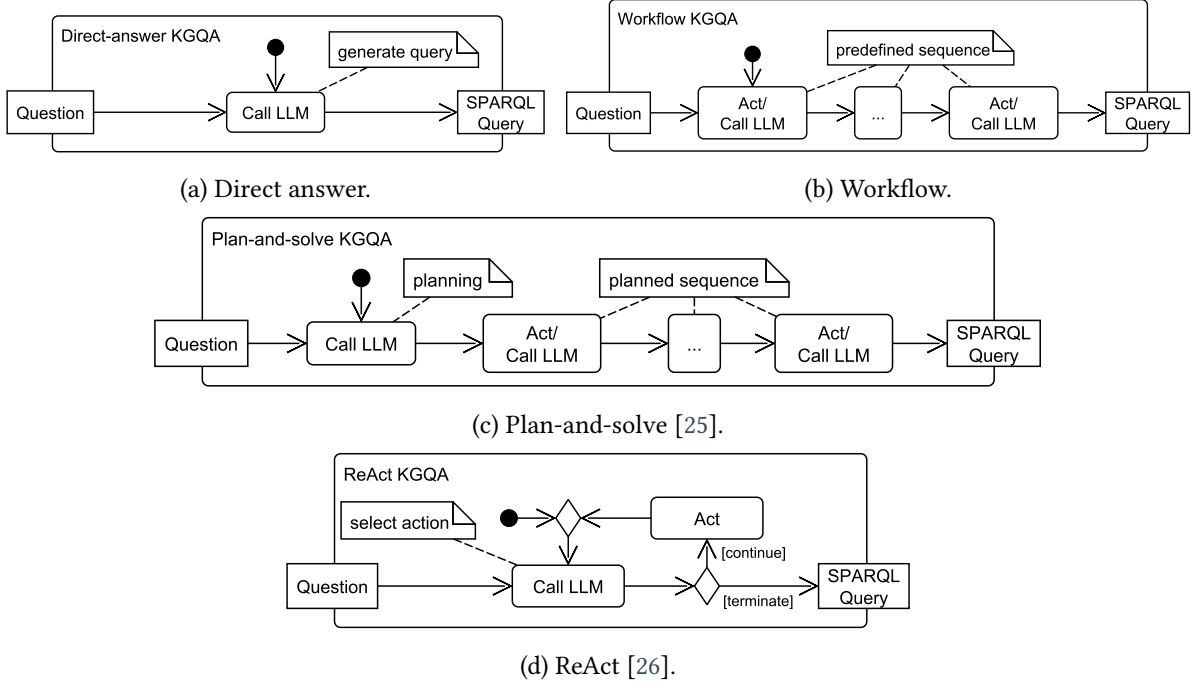 Direct-answer KGQA
generate query
Question
Call LLM
SPARQL
Query
(a) Direct answer.
Workflow KGQA
predefined sequence
Question
Act/
Call LLM
...
Act/
Call LLM
SPARQL
Query
(b) Workflow.
Plan-and-solve KGQA
planning
planned sequence
Question
Call LLM
Act/
Call LLM
...
Act/
Call LLM
SPARQL
Query
(c) Plan-and-solve [25].
ReAct KGQA
select action
Act
[continue]
Question
Call LLM
[terminate]
SPARQL
Query
(d) ReAct [26].